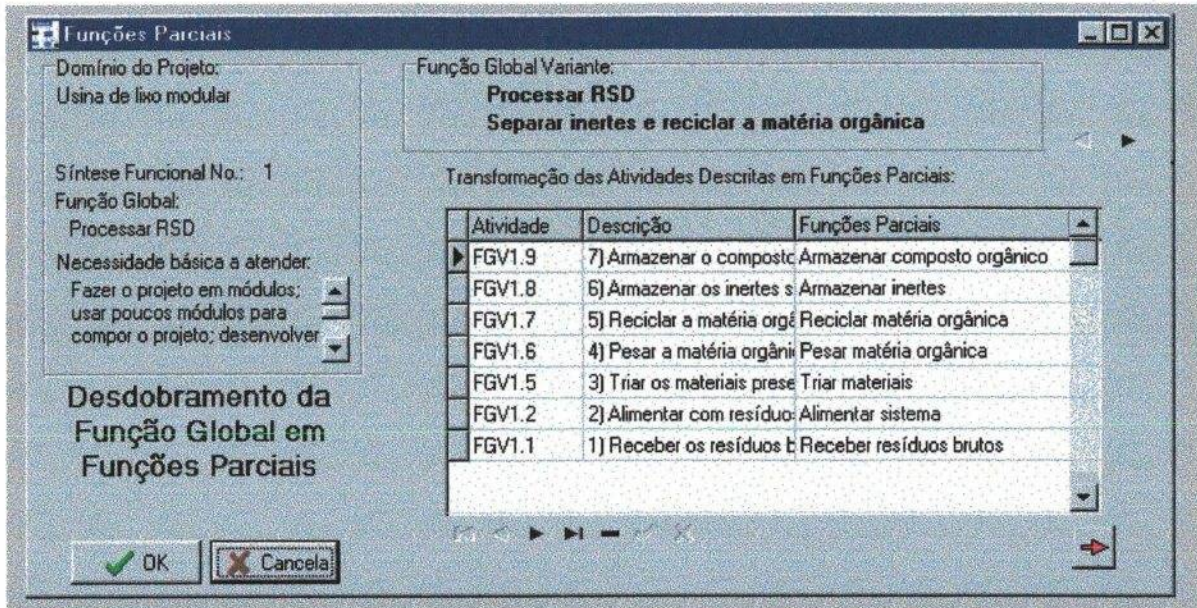 Funções Parciais
Domínio do Projeto:
Usina de lixo modular
Síntese Funcional No.: 1
Função Global:
Processar RSD
Necessidade básica a atender:
Fazer o projeto em módulos;
usar poucos módulos para
compor o projeto; desenvolver
Desdobramento da
Função Global em
Funções Parciais
OK
Cancela
Função Global Variante:
Processar RSD
Separar inertes e reciclar a matéria orgânica
Transformação das Atividades Descritas em Funções Parciais:
Atividade Descrição Funções Parciais
FGV1.9 7) Armazenar o composto Armazenar composto orgânico
FGV1.8 6) Armazenar os inertes s Armazenar inertes
FGV1.7 5) Reciclar a matéria orgâ Reciclar matéria orgânica
FGV1.6 4) Pesar a matéria orgâni Pesar matéria orgânica
FGV1.5 3) Triar os materiais prese Triar materiais
FGV1.2 2) Alimentar com resíduo Alimentar sistema
FGV1.1 1) Receber os resíduos b Receber resíduos brutos